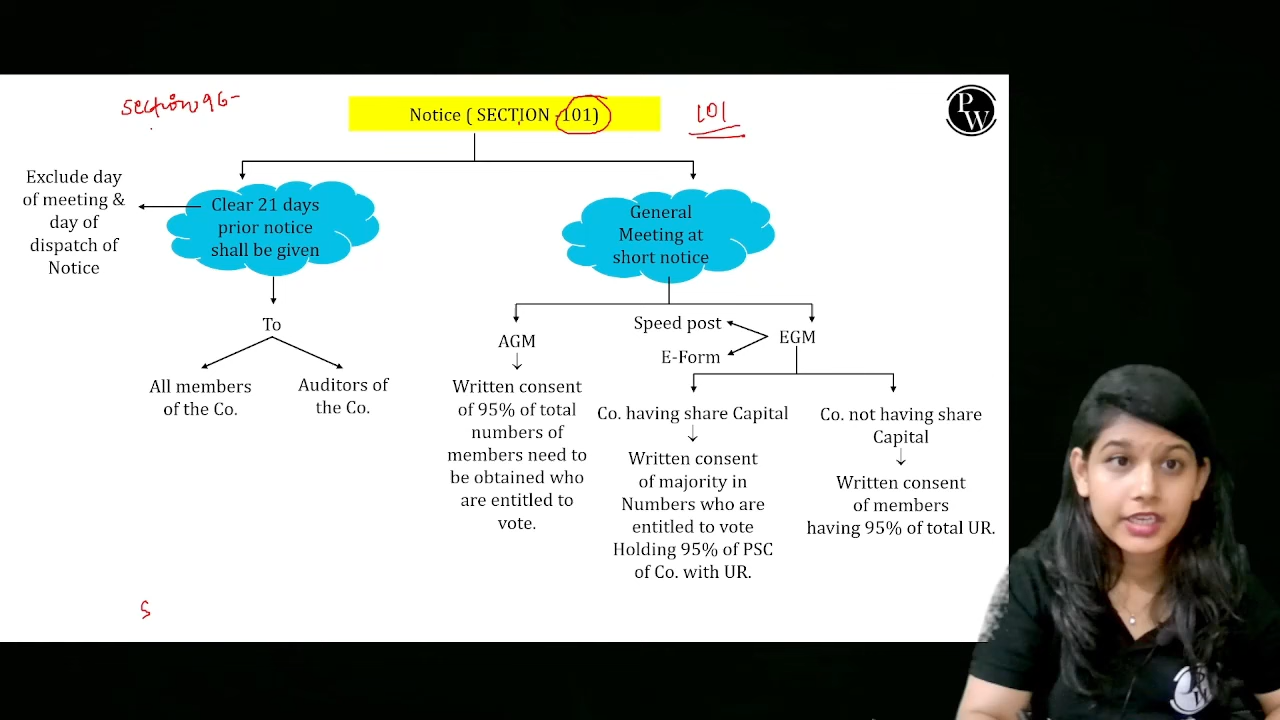 section 96-
Notice ( SECTION -101)
101
PW
Exclude day
of meeting &
day of
dispatch of
Notice
Clear 21 days
prior notice
shall be given
General
Meeting at
short notice
To
All members
of the Co.
Auditors of
the Co.
AGM
↓
Written consent
of 95% of total
numbers of
members need to
be obtained who
are entitled to
vote.
Speed post
E-Form
EGM
Co. having share Capital
↓
Written consent
of majority in
Numbers who are
entitled to vote
Holding 95% of PSC
of Co. with UR.
Co. not having share
Capital
↓
Written consent
of members
having 95% of total UR.
S
W